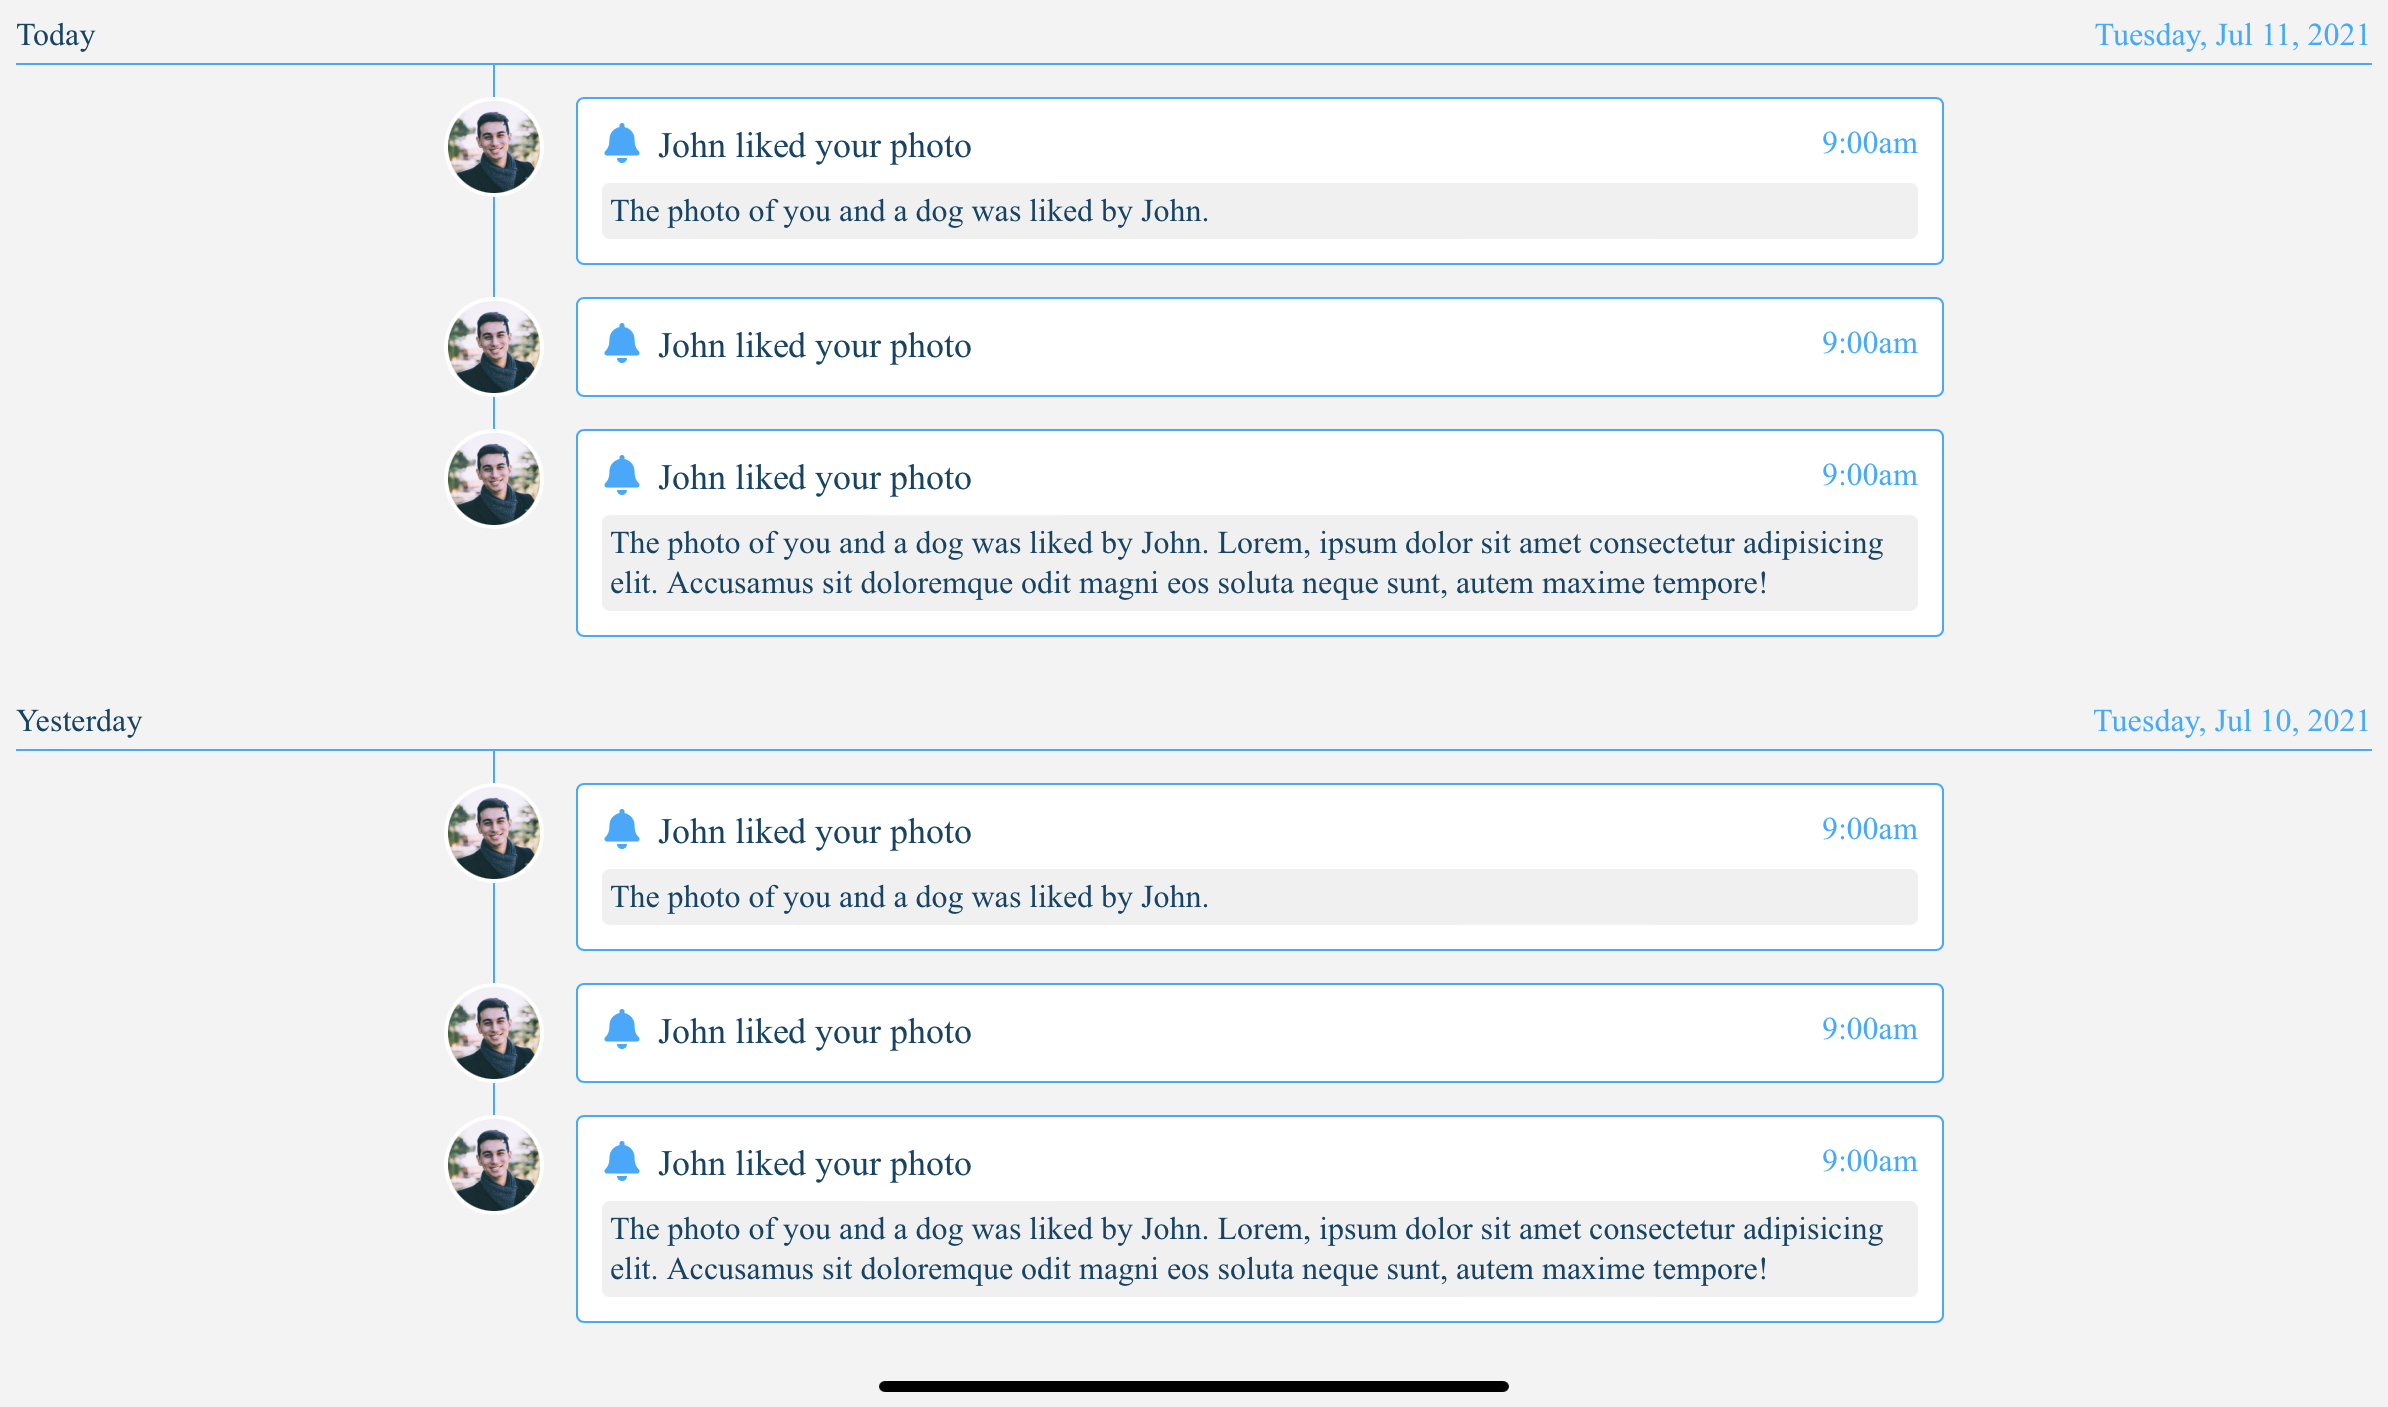 Today
Tuesday, Jul 11, 2021
John liked your photo
9:00am
The photo of you and a dog was liked by John.
John liked your photo
9:00am
John liked your photo
9:00am
The photo of you and a dog was liked by John. Lorem, ipsum dolor sit amet consectetur adipisicing
elit. Accusamus sit doloremque odit magni eos soluta neque sunt, autem maxime tempore!
Yesterday
Tuesday, Jul 10, 2021
John liked your photo
9:00am
The photo of you and a dog was liked by John.
John liked your photo
9:00am
John liked your photo
9:00am
The photo of you and a dog was liked by John. Lorem, ipsum dolor sit amet consectetur adipisicing
elit. Accusamus sit doloremque odit magni eos soluta neque sunt, autem maxime tempore!